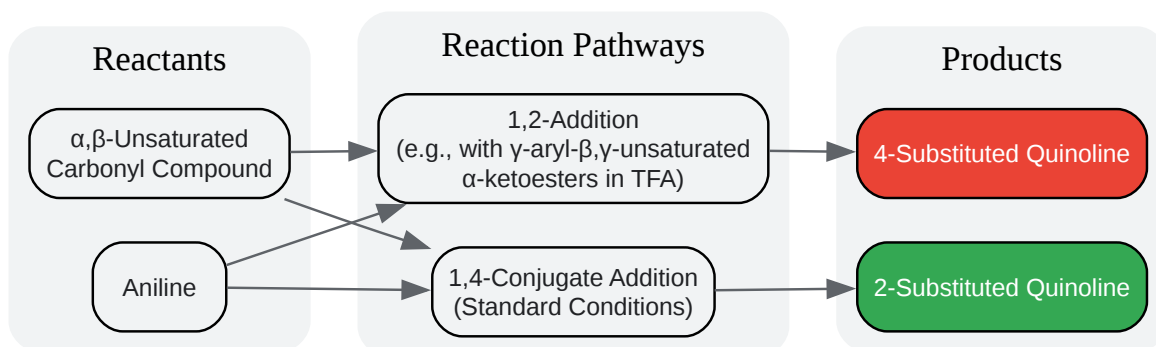 Reactants
α,β-Unsaturated
Carbonyl Compound
Aniline
Reaction Pathways
1,2-Addition
(e.g., with γ-aryl-β,γ-unsaturated
α-ketoesters in TFA)
1,4-Conjugate Addition
(Standard Conditions)
Products
4-Substituted Quinoline
2-Substituted Quinoline